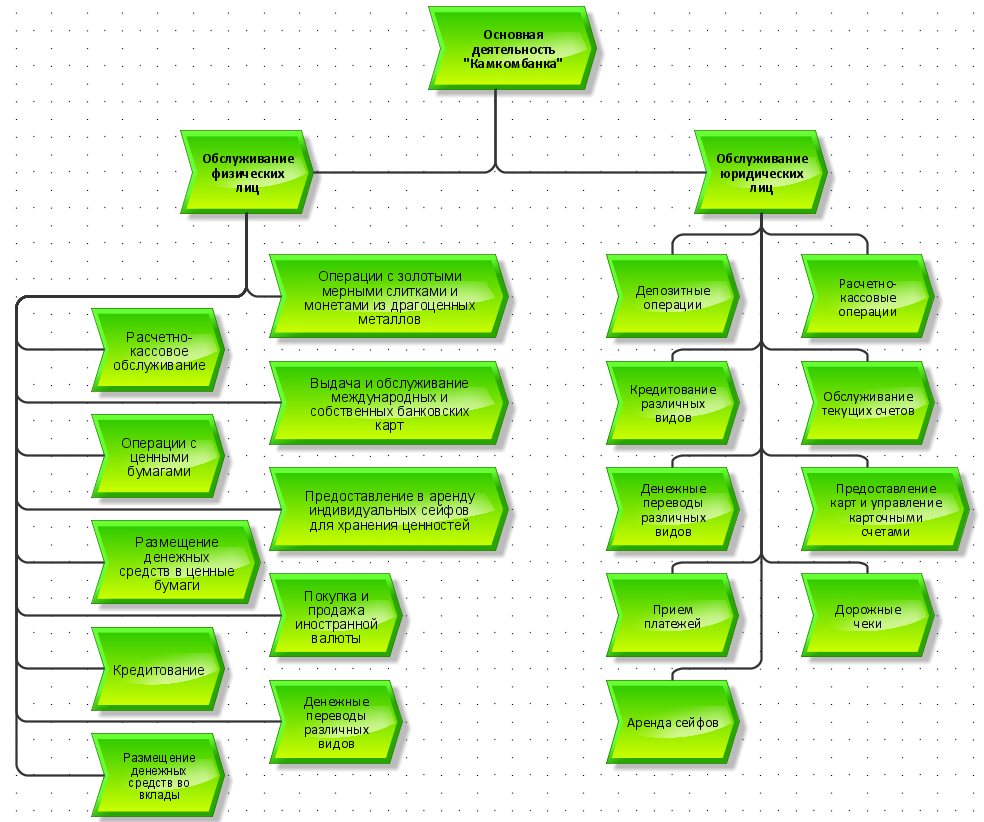 Основная
деятельность
"Камкомбанка"
Обслуживание
физических
лиц
Обслуживание
юридических
лиц
Операции с золотыми
мерными слитками и
монетами из драгоценных
металлов
Расчетно-
кассовое
обслуживание
Выдача и обслуживание
международных и
собственных банковских
карт
Операции с
ценными
бумагами
Предоставление в аренду
индивидуальных сейфов
для хранения ценностей
Размещение
денежных
средств в ценные
бумаги
Покупка и
продажа
иностранной
валюты
Кредитование
Денежные
переводы
различных
видов
Размещение
денежных
средств во
вклады
Депозитные
операции
Расчетно-
кассовые
операции
Кредитование
различных
видов
Обслуживание
текущих счетов
Денежные
переводы
различных
видов
Предоставление
карт и управление
карточными
счетами
Прием
платежей
Дорожные
чеки
Аренда сейфов